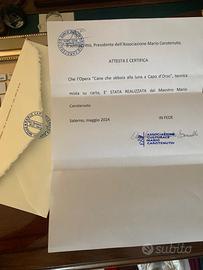 Presidente dell'Associazione Mario Carotenuto
ATTESTA E CERTIFICA
Che l'Opera "Cane che abbaia alla luna a Capo d'Orso", tecnica
mista su carta, E' STATA REALIZZATA dal Maestro Mario
Carotenuto
Salerno, maggio 2024
IN FEDE
ASSOCIAZIONE
CULTURALE
MARIO
CAROTENUTO
subito